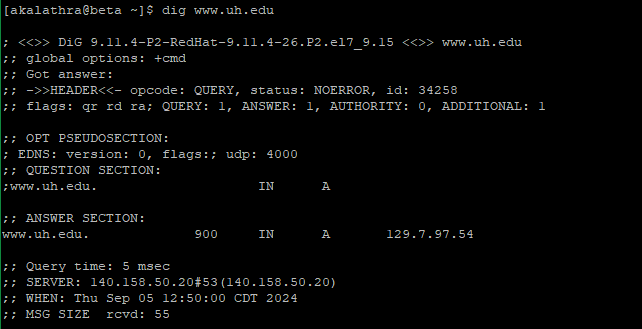 [akalathra@beta ~]$ dig www.uh.edu
; <<>> DiG 9.11.4-P2-RedHat-9.11.4-26.P2.el7_9.15 <<>> www.uh.edu
;; global options: +cmd
;; Got answer:
;; ->>HEADER<<- opcode: QUERY, status: NOERROR, id: 34258
;; flags: qr rd ra; QUERY: 1, ANSWER: 1, AUTHORITY: 0, ADDITIONAL: 1
;; OPT PSEUDOSECTION:
; EDNS: version: 0, flags:; udp: 4000
;; QUESTION SECTION:
;www.uh.edu. IN A
;; ANSWER SECTION:
www.uh.edu. 900 IN A 129.7.97.54
;; Query time: 5 msec
;; SERVER: 140.158.50.20#53(140.158.50.20)
;; WHEN: Thu Sep 05 12:50:00 CDT 2024
;; MSG SIZE rcvd: 55